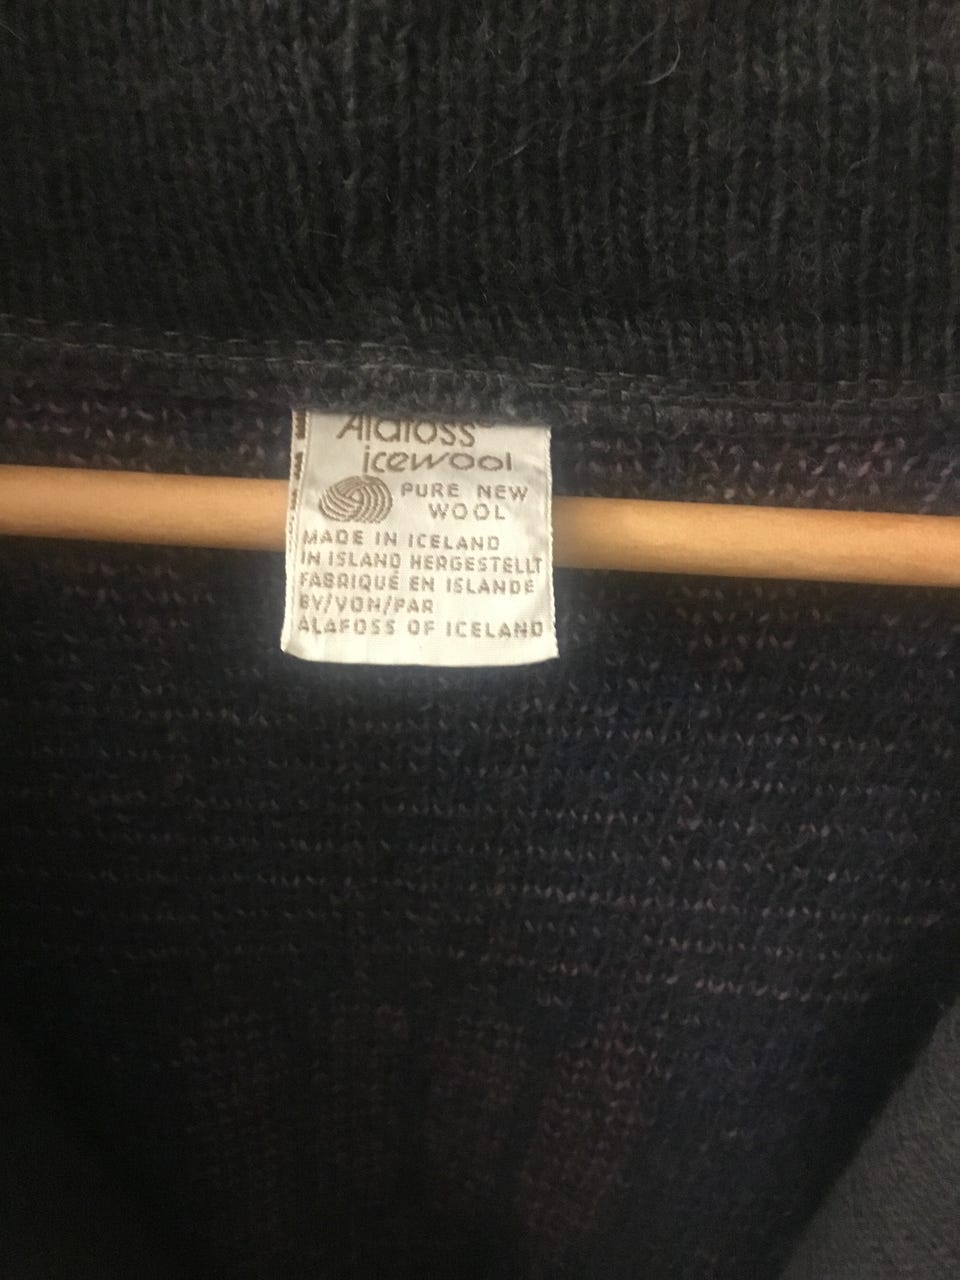 Alafoss®
icewool
PURE NEW
WOOL
MADE IN ICELAND
IN ISLAND HERGESTELLT
FABRIQUÉ EN ISLANDE
BY/VON/PAR
ALAFOSS OF ICELAND